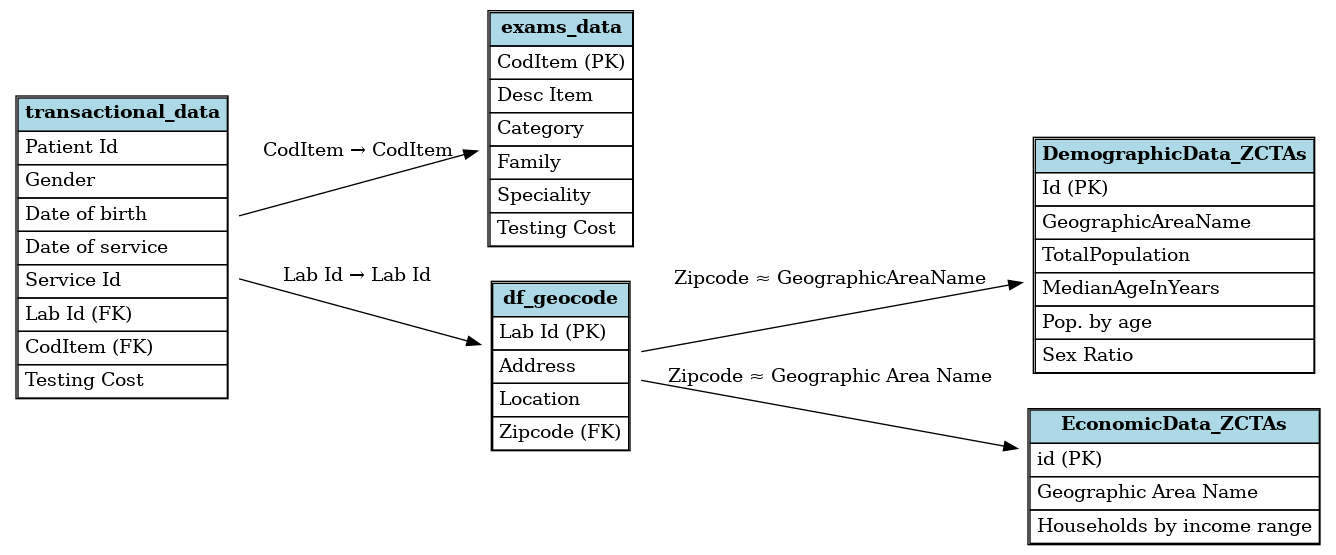 transactional_data
Patient Id
Gender
Date of birth
Date of service
Service Id
Lab Id (FK)
CodItem (FK)
Testing Cost
CodItem → CodItem
Lab Id → Lab Id
exams_data
CodItem (PK)
Desc Item
Category
Family
Speciality
Testing Cost
df_geocode
Lab Id (PK)
Address
Location
Zipcode (FK)
Zipcode ≈ GeographicAreaName
Zipcode ≈ Geographic Area Name
DemographicData_ZCTAs
Id (PK)
GeographicAreaName
TotalPopulation
MedianAgeInYears
Pop. by age
Sex Ratio
EconomicData_ZCTAs
id (PK)
Geographic Area Name
Households by income range